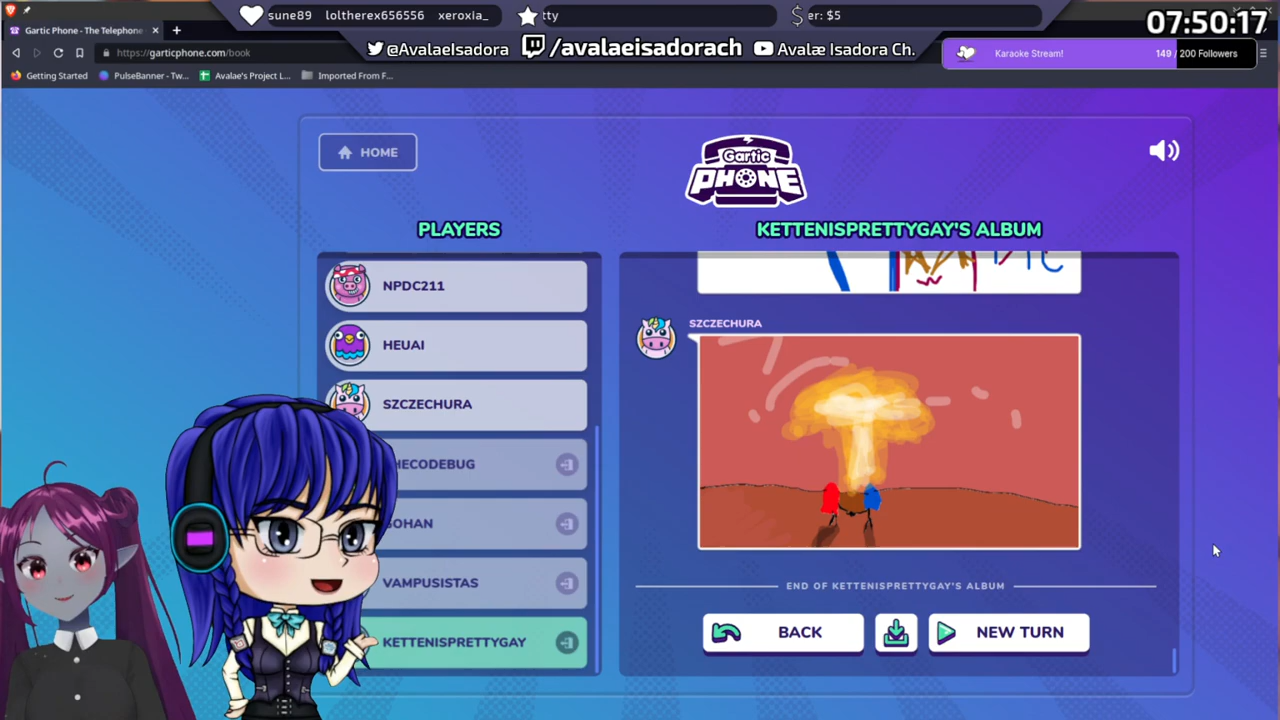 sune89 loltherex656556 xeroxia_
tty
er: $5
07:50:17
Gartic Phone - The Telephone
https://garticphone.com/book
@AvalaeIsadora
/avalaeisadorach
Avalæ Isadora Ch.
Karaoke Stream!
149 / 200 Followers
Getting Started
PulseBanner - Tw...
Avalae's Project L...
Imported From F...
HOME
Gartic
PHONE
PLAYERS
KETTENISPRETTYGAY'S ALBUM
NPDC211
HEUAI
SZCZECHURA
HECODEBUG
OHAN
VAMPUSISTAS
KETTENISPRETTYGAY
SZCZECHURA
END OF KETTENISPRETTYGAY'S ALBUM
BACK
NEW TURN